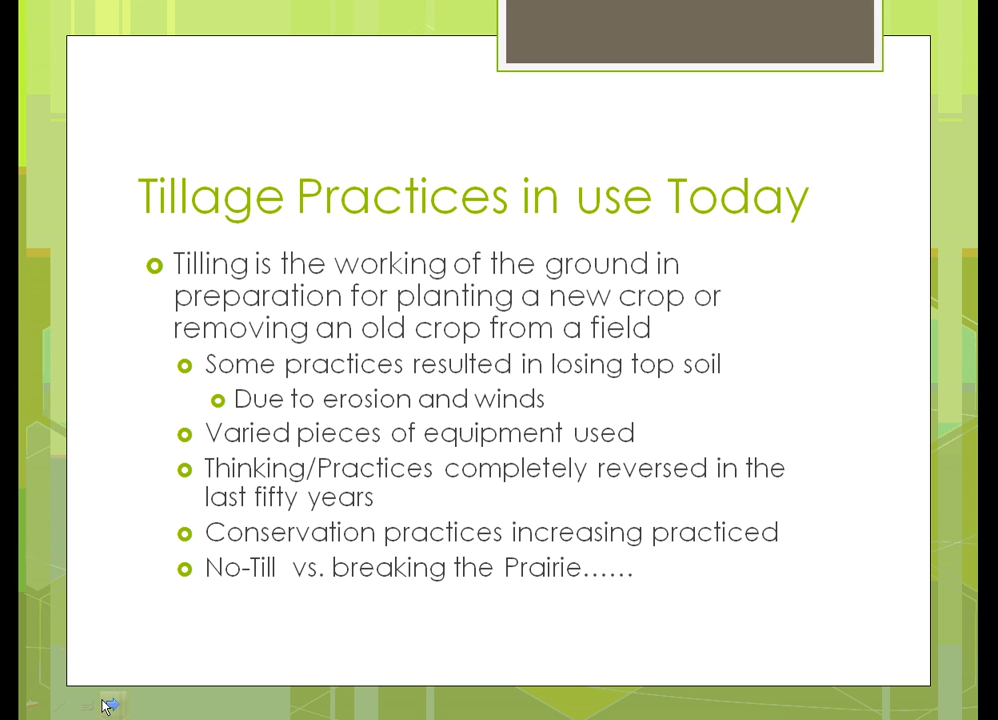 Tillage Practices in use Today
Tilling is the working of the ground in
preparation for planting a new crop or
removing an old crop from a field
Some practices resulted in losing top soil
Due to erosion and winds
Varied pieces of equipment used
Thinking/Practices completely reversed in the
last fifty years
Conservation practices increasing practiced
No-Till vs. breaking the Prairie……